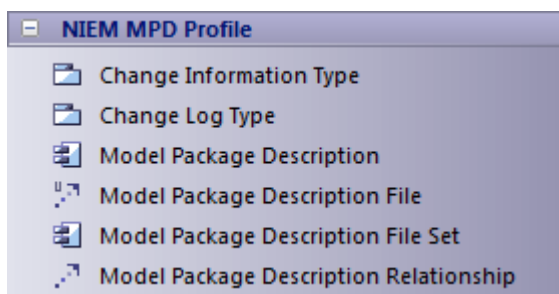 NIEM MPD Profile
Change Information Type
Change Log Type
Model Package Description
Model Package Description File
Model Package Description File Set
Model Package Description Relationship